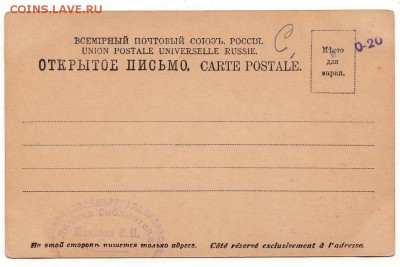 COINS.LAVE.RU
ВСЕМІРНЫЙ ПОЧТОВЫЙ СОЮЗЪ. РОССІЯ.
UNION POSTALE UNIVERSELLE RUSSIE.
ОТКРЫТОЕ ПИСЬМО. CARTE POSTALE.
С,
Мѣсто
для
марки.
0-20
На этой сторонѣ пишется только адресъ. Côté réservé exclusivement à l'adresse.